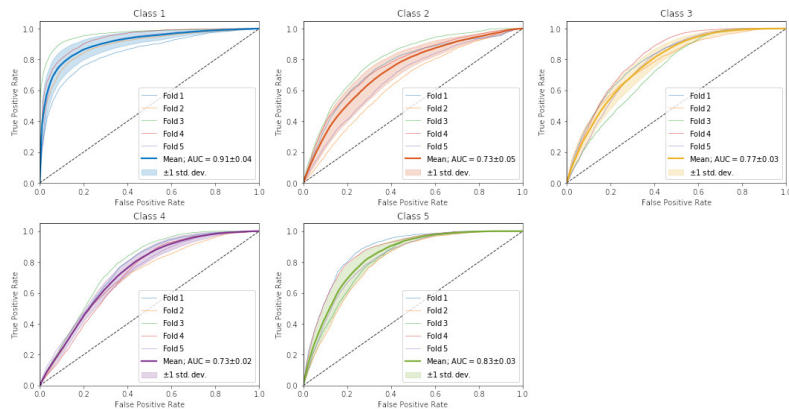 Class 1
1.0
0.8
0.6
0.4
0.2
0.0
True Positive Rate
0.0 0.2 0.4 0.6 0.8 1.0
False Positive Rate
Fold 1
Fold 2
Fold 3
Fold 4
Fold 5
Mean; AUC = 0.91±0.04
±1 std. dev.
Class 2
1.0
0.8
0.6
0.4
0.2
0.0
True Positive Rate
0.0 0.2 0.4 0.6 0.8 1.0
False Positive Rate
Fold 1
Fold 2
Fold 3
Fold 4
Fold 5
Mean; AUC = 0.73±0.05
±1 std. dev.
Class 3
1.0
0.8
0.6
0.4
0.2
0.0
True Positive Rate
0.0 0.2 0.4 0.6 0.8 1.0
False Positive Rate
Fold 1
Fold 2
Fold 3
Fold 4
Fold 5
Mean; AUC = 0.77±0.03
±1 std. dev.
Class 4
1.0
0.8
0.6
0.4
0.2
0.0
True Positive Rate
0.0 0.2 0.4 0.6 0.8 1.0
False Positive Rate
Fold 1
Fold 2
Fold 3
Fold 4
Fold 5
Mean; AUC = 0.73±0.02
±1 std. dev.
Class 5
1.0
0.8
0.6
0.4
0.2
0.0
True Positive Rate
0.0 0.2 0.4 0.6 0.8 1.0
False Positive Rate
Fold 1
Fold 2
Fold 3
Fold 4
Fold 5
Mean; AUC = 0.83±0.03
±1 std. dev.